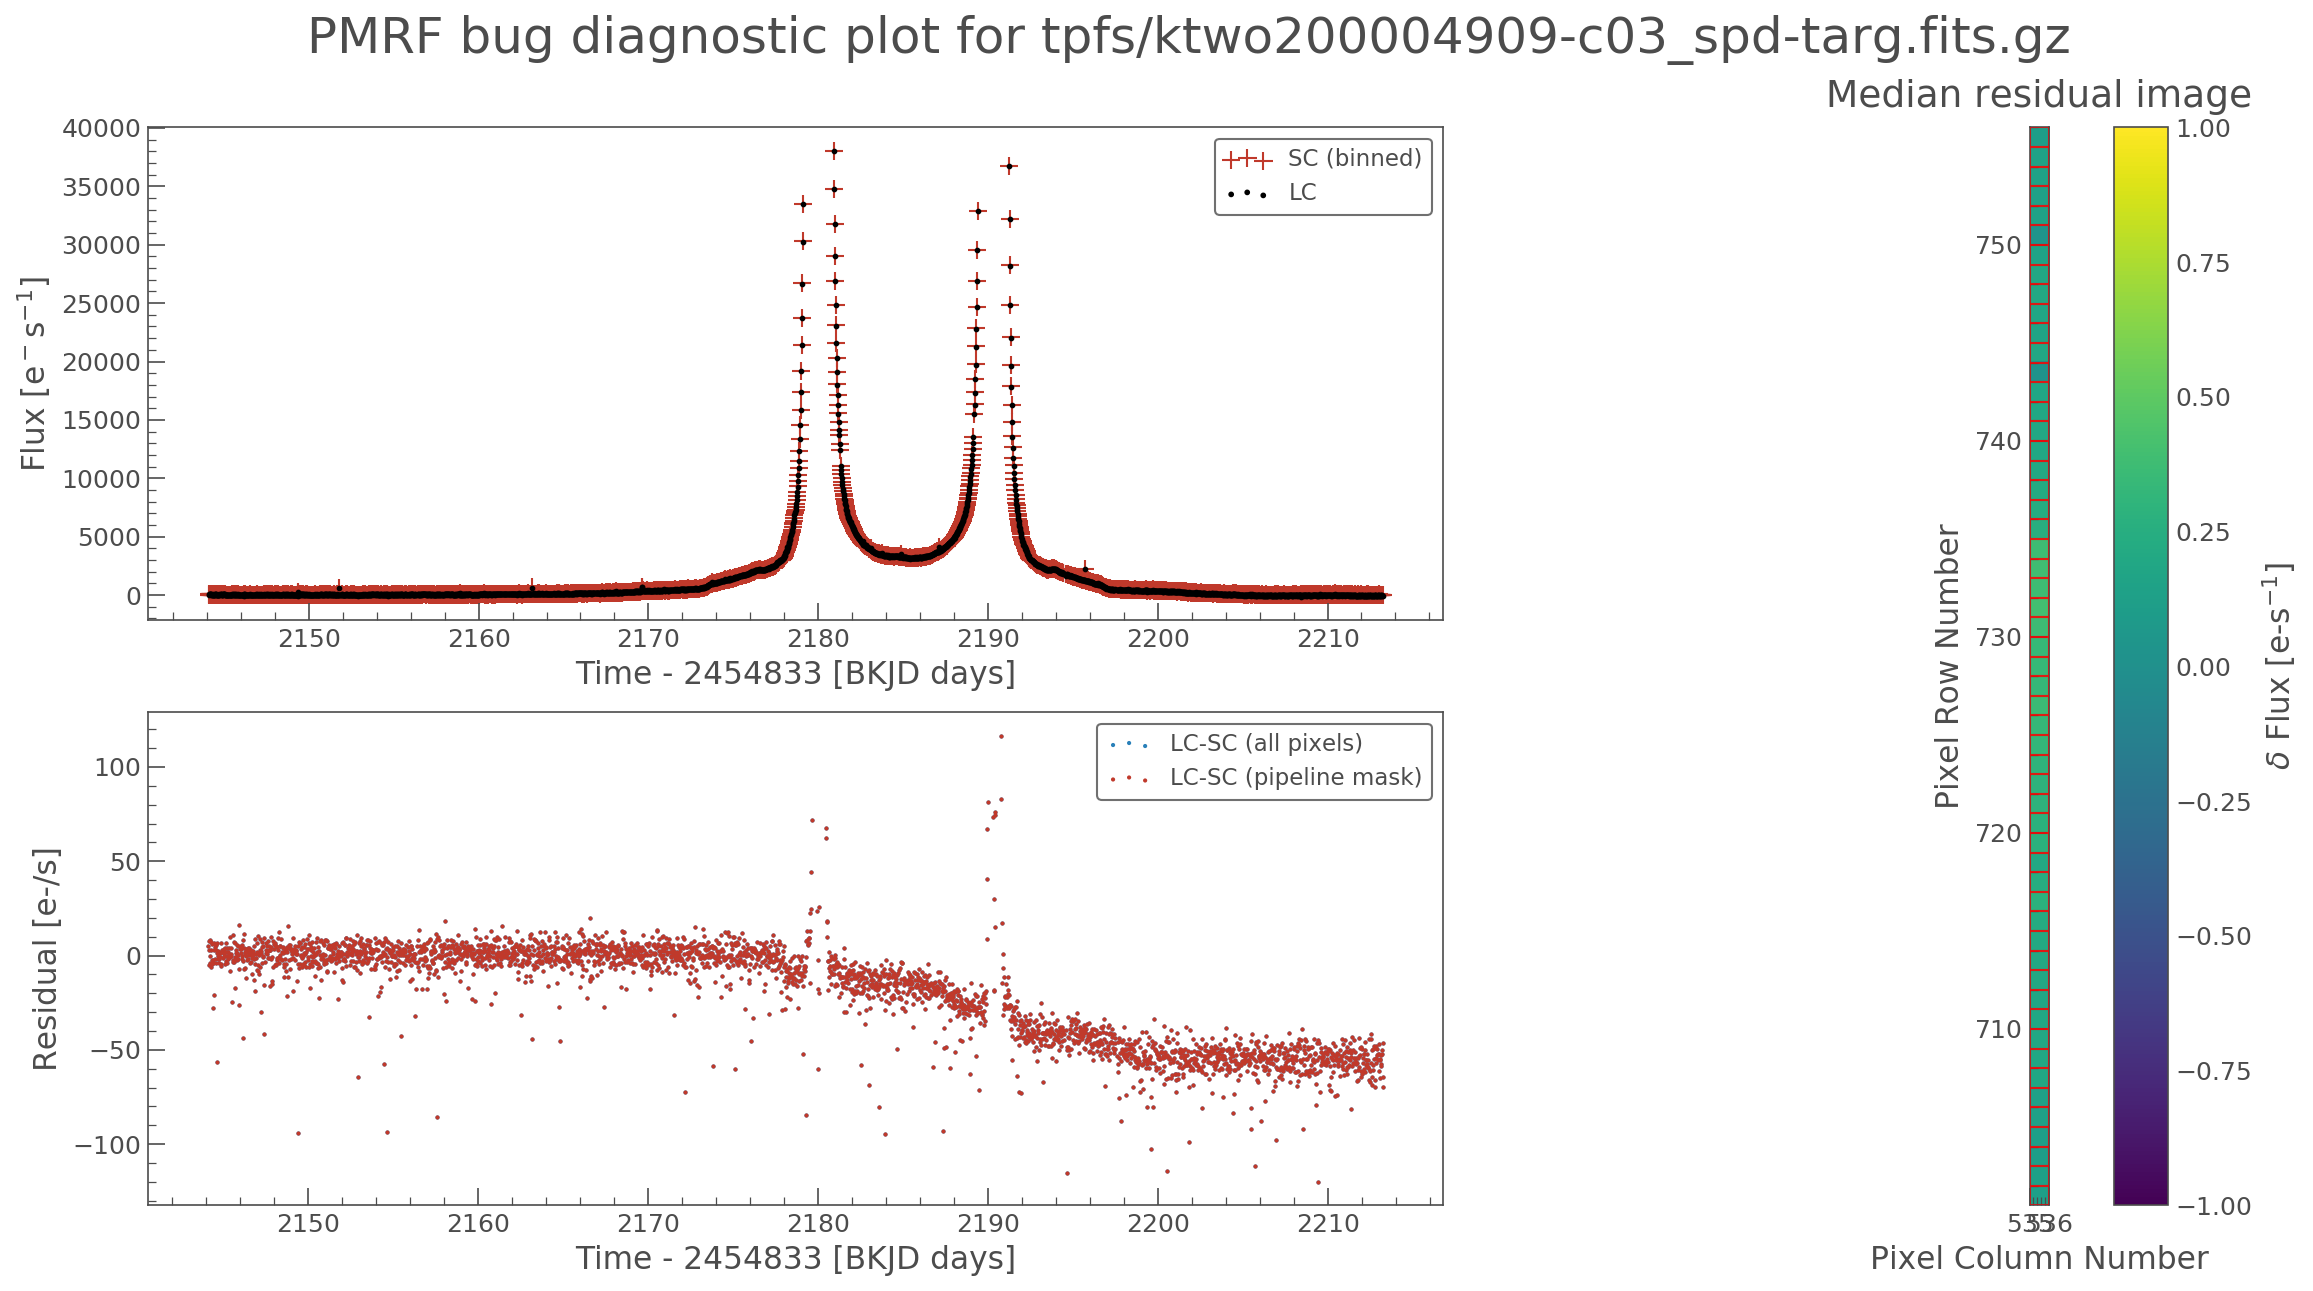 PMRF bug diagnostic plot for tpfs/ktwo200004909-c03_spd-targ.fits.gz
Flux [e⁻ s⁻¹]
40000
35000
30000
25000
20000
15000
10000
5000
0
SC (binned)
LC
2150 2160 2170 2180 2190 2200 2210
Time - 2454833 [BKJD days]
Residual [e-/s]
100
50
0
−50
−100
LC-SC (all pixels)
LC-SC (pipeline mask)
2150 2160 2170 2180 2190 2200 2210
Time - 2454833 [BKJD days]
Median residual image
Pixel Row Number
750
740
730
720
710
535 536
Pixel Column Number
1.00
0.75
0.50
0.25
0.00
−0.25
−0.50
−0.75
−1.00
δ Flux [e-s⁻¹]